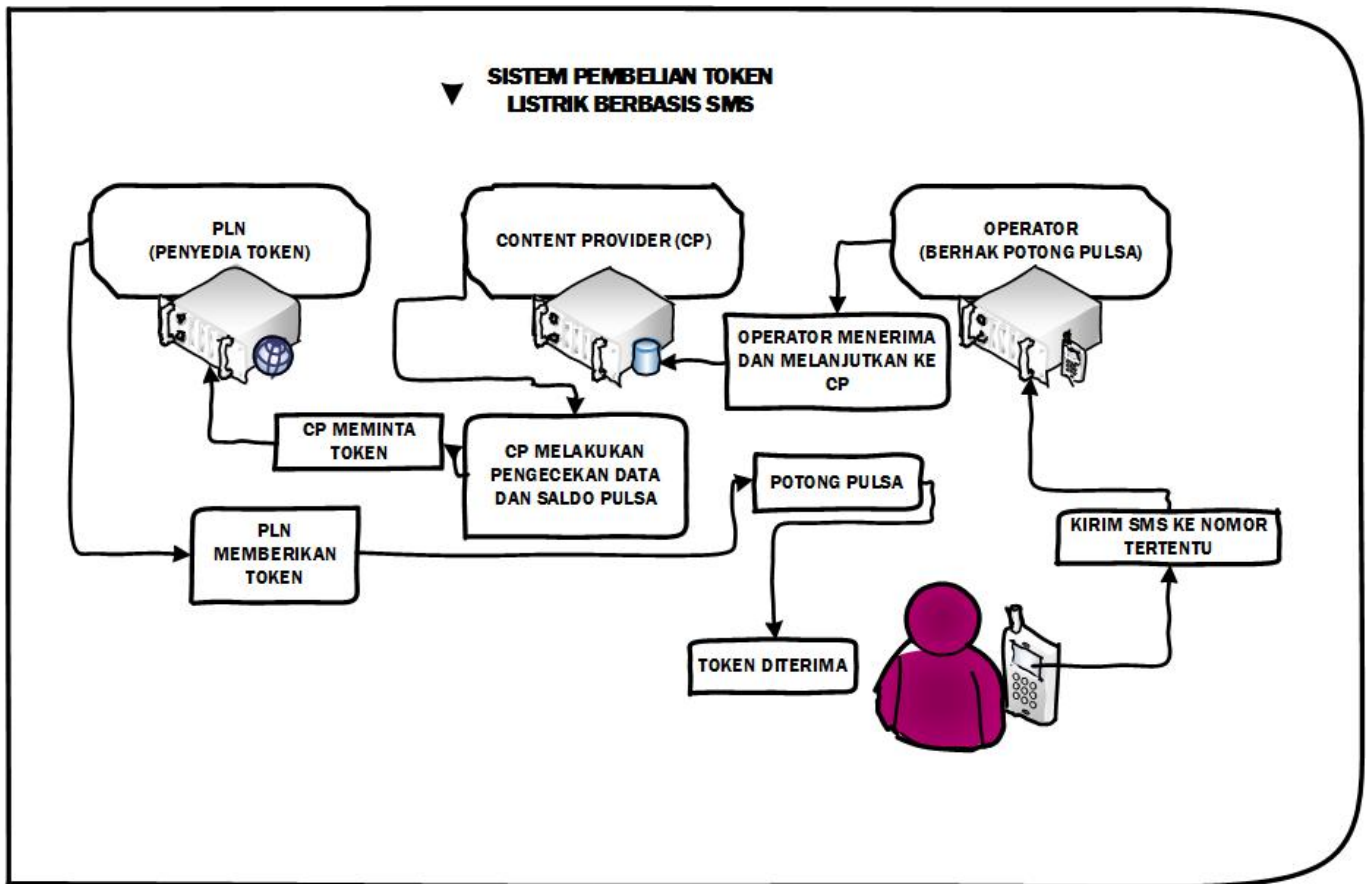 SISTEM PEMBELIAN TOKEN
LISTRIK BERBASIS SMS
PLN
(PENYEDIA TOKEN)
CONTENT PROVIDER (CP)
OPERATOR
(BERHAK POTONG PULSA)
OPERATOR MENERIMA
DAN MELANJUTKAN KE
CP
CP MEMINTA
TOKEN
CP MELAKUKAN
PENGECEKAN DATA
DAN SALDO PULSA
POTONG PULSA
KIRIM SMS KE NOMOR
TERTENTU
PLN
MEMBERIKAN
TOKEN
TOKEN DITERIMA